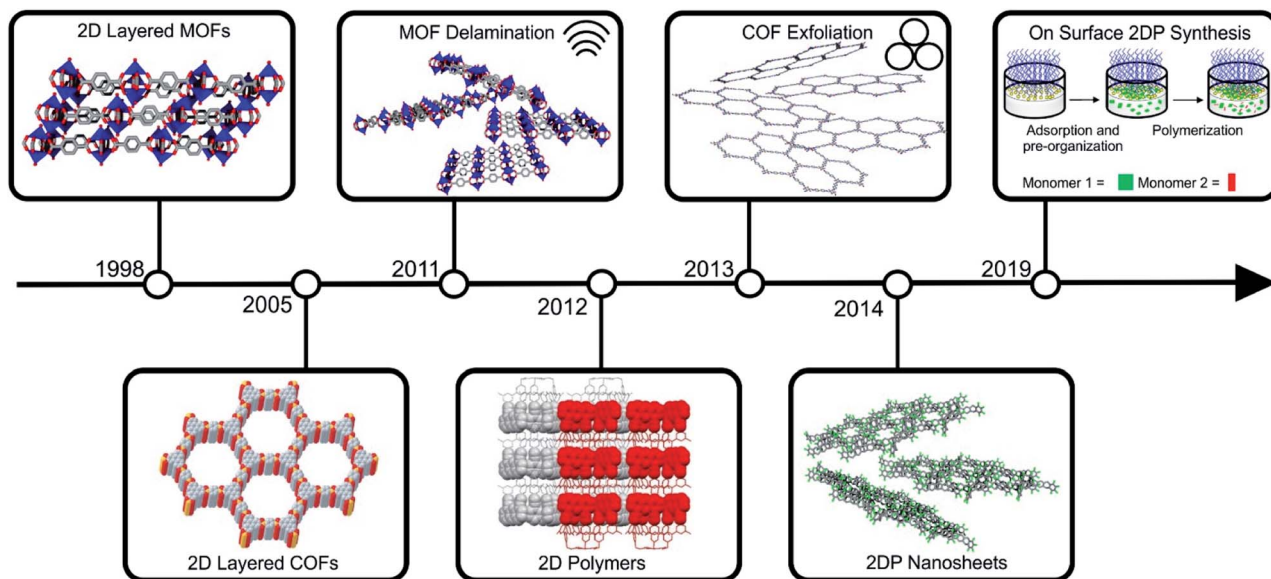 2D Layered MOFs
MOF Delamination
COF Exfoliation
On Surface 2DP Synthesis
Adsorption and
pre-organization
Polymerization
Monomer 1 =
Monomer 2 =
1998
2005
2011
2012
2013
2014
2019
2D Layered COFs
2D Polymers
2DP Nanosheets